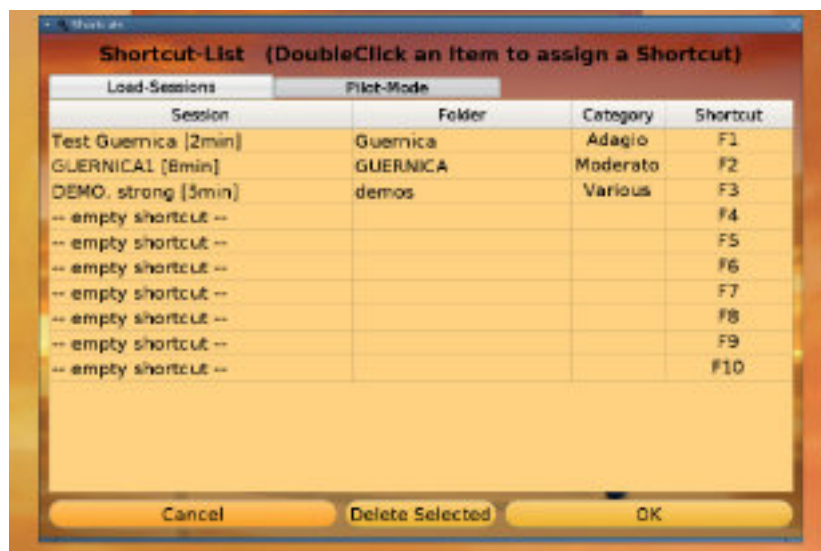 Shortcuts
Shortcut-List (DoubleClick an Item to assign a Shortcut)
Load-Sessions Pilot-Mode
Session Folder Category Shortcut
Test Guernica [2min] Guernica Adagio F1
GUERNICA1 [8min] GUERNICA Moderato F2
DEMO. strong [5min] demos Various F3
-- empty shortcut -- F4
-- empty shortcut -- F5
-- empty shortcut -- F6
-- empty shortcut -- F7
-- empty shortcut -- F8
-- empty shortcut -- F9
-- empty shortcut -- F10
Cancel Delete Selected OK